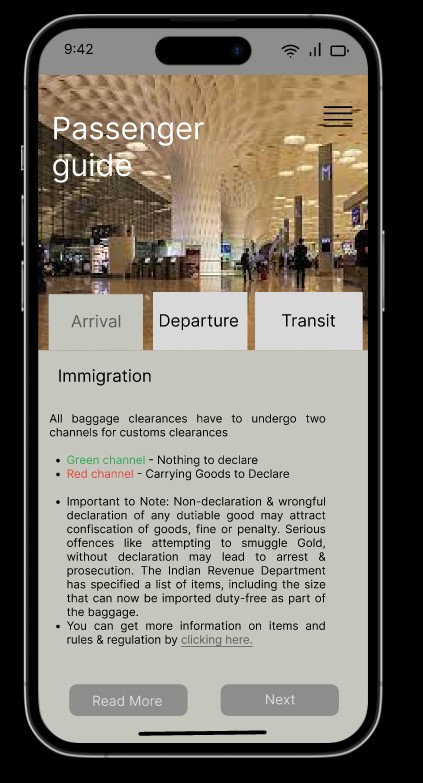 9:42
Passenger
guide
M
Arrival Departure Transit
Immigration
All baggage clearances have to undergo two
channels for customs clearances
• Green channel - Nothing to declare
• Red channel - Carrying Goods to Declare
• Important to Note: Non-declaration & wrongful
declaration of any dutiable good may attract
confiscation of goods, fine or penalty. Serious
offences like attempting to smuggle Gold,
without declaration may lead to arrest &
prosecution. The Indian Revenue Department
has specified a list of items, including the size
that can now be imported duty-free as part of
the baggage.
• You can get more information on items and
rules & regulation by clicking here.
Read More Next